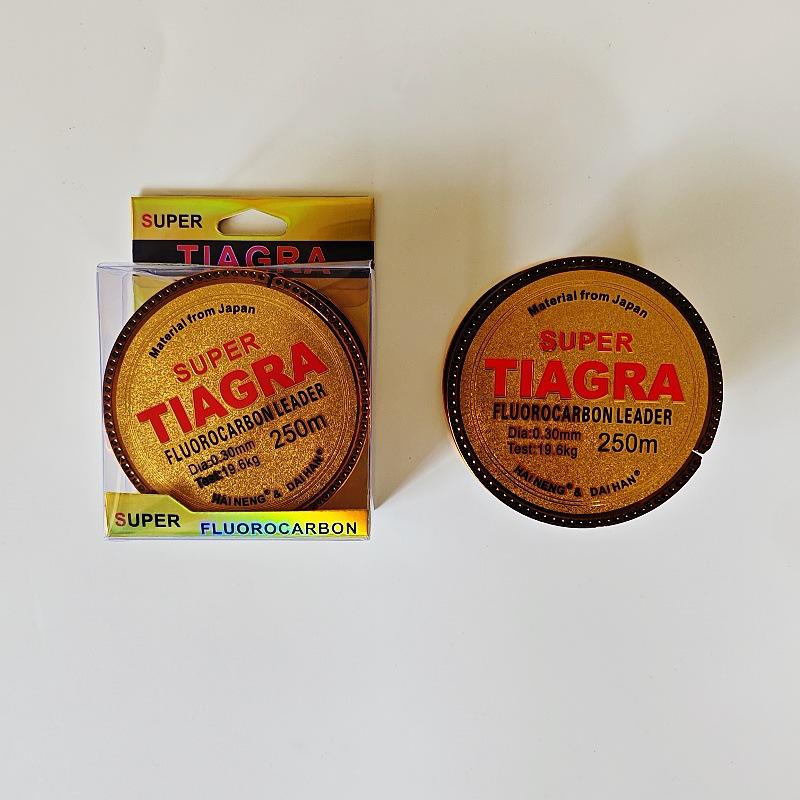 SUPER
TIAGRA
Material from Japan
SUPER
TIAGRA
FLUOROCARBON LEADER
Dia:0.30mm
Test:19.6kg
250m
HAI NENG® & DAI HAN®
SUPER
FLUOROCARBON
Material from Japan
SUPER
TIAGRA
FLUOROCARBON LEADER
Dia:0.30mm
Test:19.6kg
250m
HAI NENG® & DAI HAN®